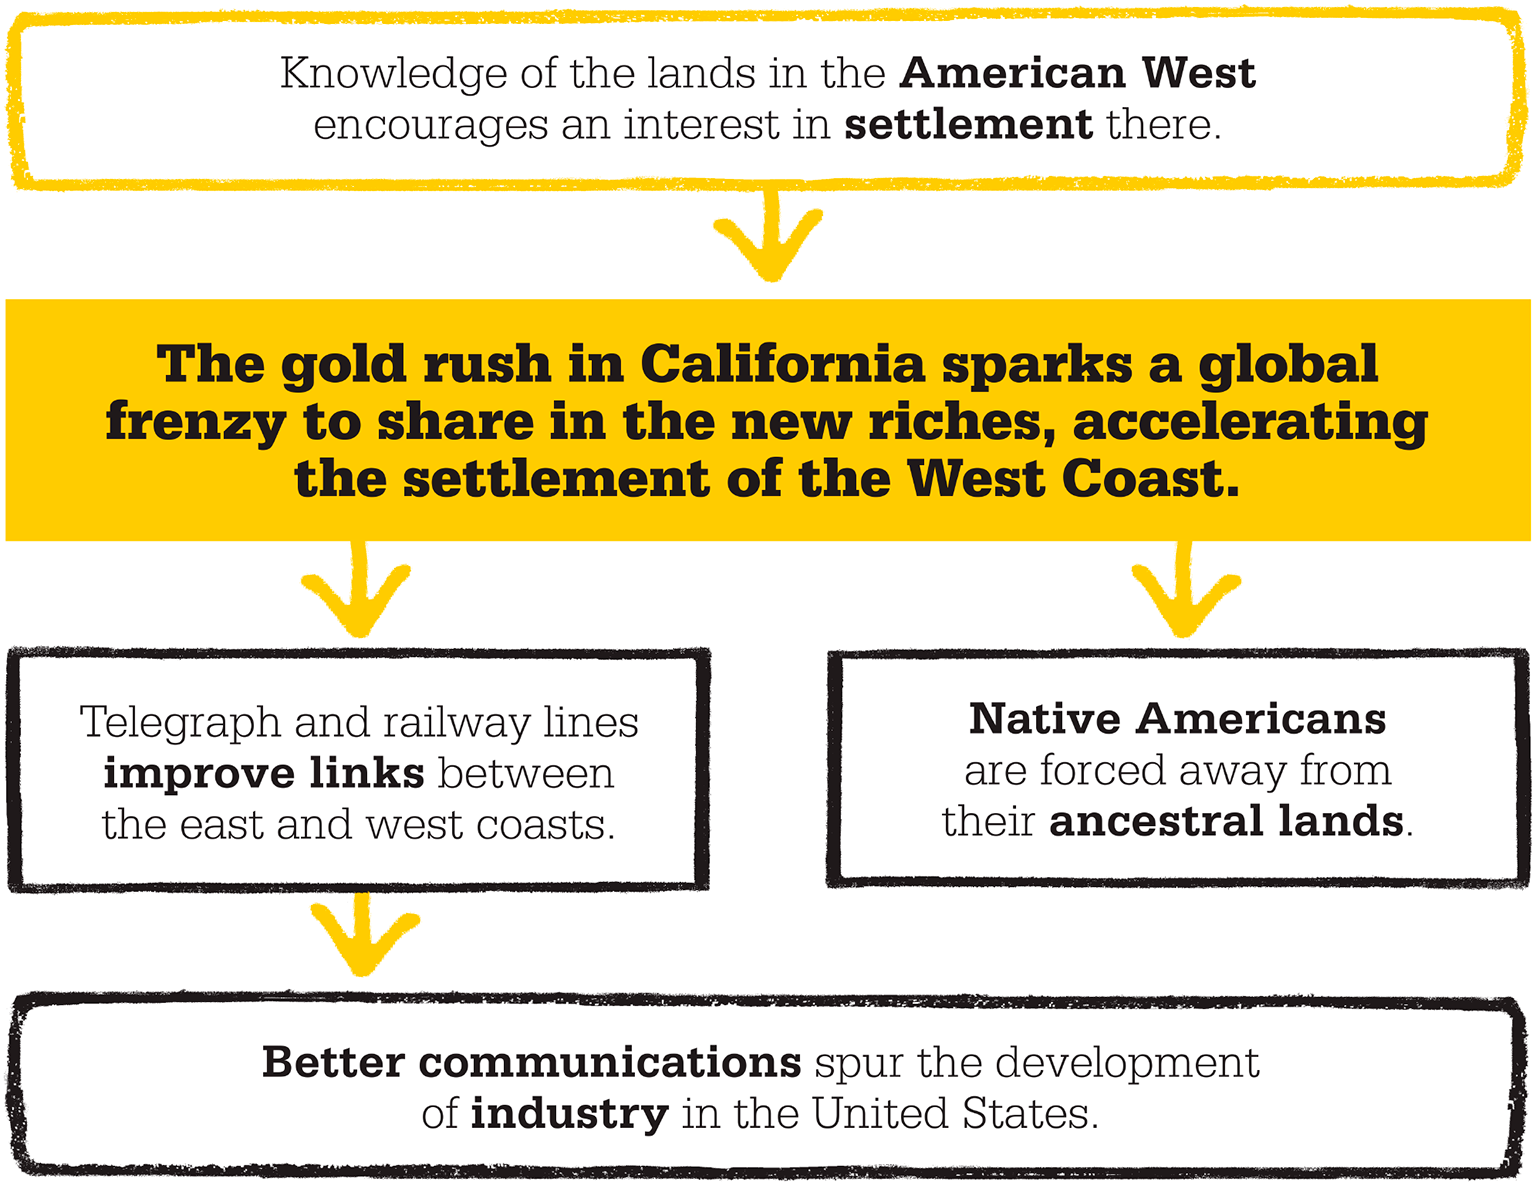 Knowledge of the lands in the American West
encourages an interest in settlement there.
The gold rush in California sparks a global
frenzy to share in the new riches, accelerating
the settlement of the West Coast.
Telegraph and railway lines
improve links between
the east and west coasts.
Native Americans
are forced away from
their ancestral lands.
Better communications spur the development
of industry in the United States.